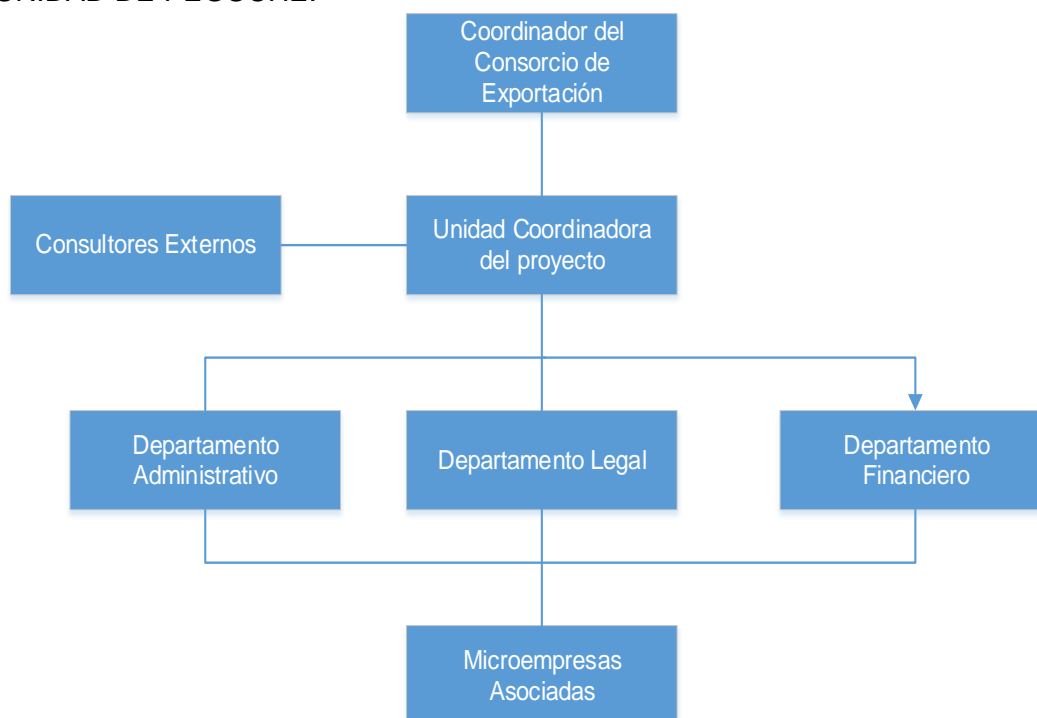 Coordinador del
Consorcio de
Exportación
Consultores Externos
Unidad Coordinadora
del proyecto
Departamento
Administrativo
Departamento Legal
Departamento
Financiero
Microempresas
Asociadas